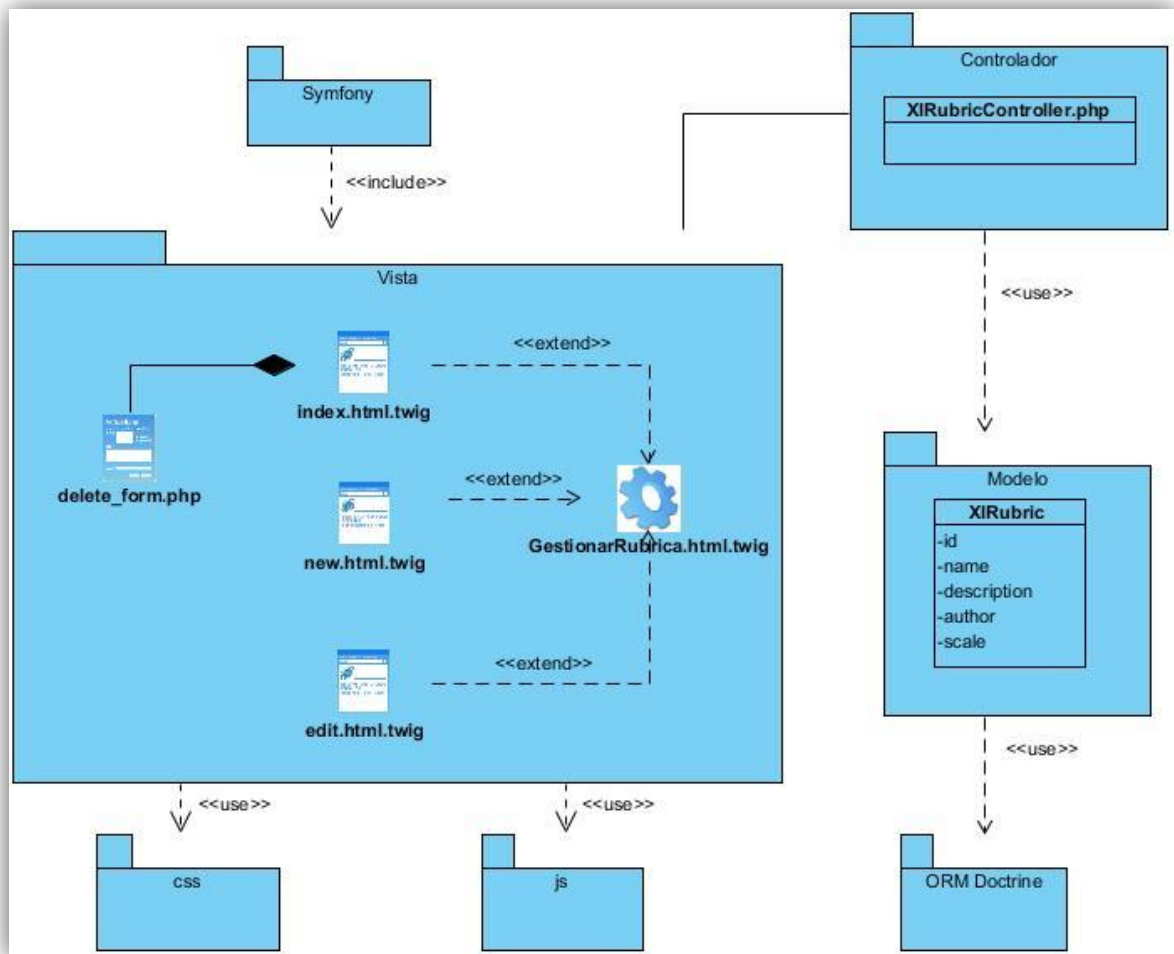 Symfony
<<include>>
Controlador
XIRubricController.php
<<use>>
Vista
<<extend>>
index.html.twig
delete_form.php
<<extend>>
new.html.twig
GestionarRubrica.html.twig
<<extend>>
edit.html.twig
Modelo
XIRubric
-id
-name
-description
-author
-scale
<<use>>
<<use>>
<<use>>
css
js
ORM Doctrine